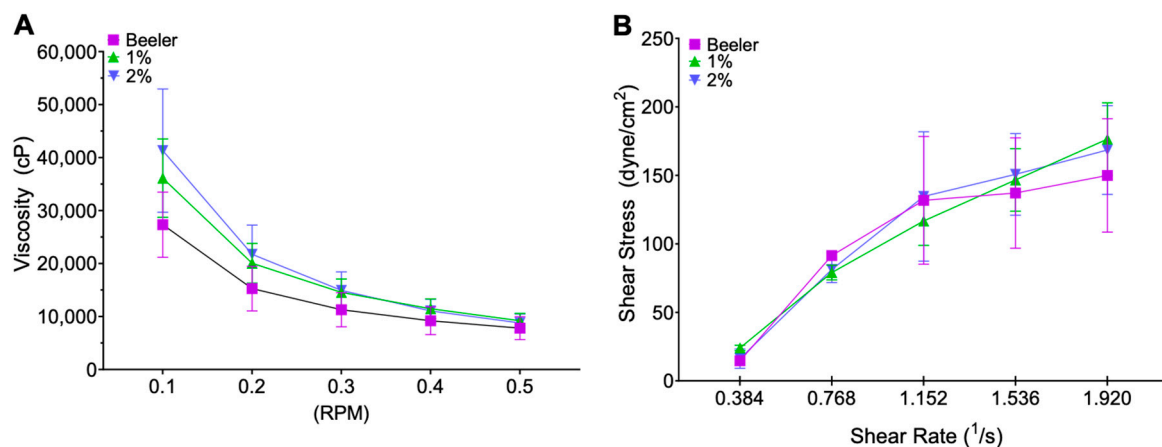 A
Beeler
1%
2%
60,000
50,000
40,000
30,000
20,000
10,000
0
Viscosity (cP)
0.1 0.2 0.3 0.4 0.5
(RPM)
B
Beeler
1%
2%
250
200
150
100
50
0
Shear Stress (dyne/cm²)
0.384 0.768 1.152 1.536 1.920
Shear Rate (¹/s)